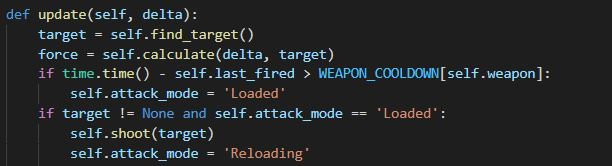 def update(self, delta):
    target = self.find_target()
    force = self.calculate(delta, target)
    if time.time() - self.last_fired > WEAPON_COOLDOWN[self.weapon]:
        self.attack_mode = 'Loaded'
    if target != None and self.attack_mode == 'Loaded':
        self.shoot(target)
        self.attack_mode = 'Reloading'